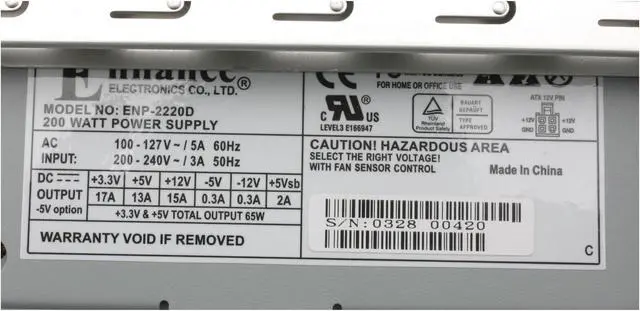 Enhance
ELECTRONICS CO., LTD.
MODEL NO: ENP-2220D
200 WATT POWER SUPPLY
AC 100 - 127V~ / 5A 60Hz
INPUT: 200 - 240V~ / 3A 50Hz
DC OUTPUT -5V option
+3.3V +5V +12V -5V -12V +5Vsb
17A 13A 15A 0.3A 0.3A 2A
+3.3V & +5V TOTAL OUTPUT 65W
WARRANTY VOID IF REMOVED
FOR HOME OR OFFICE USE
c UL US
LEVEL3 E166947
TÜV
Rheinland
Product Safety
BAUART
GEPRÜFT
TYPE
APPROVED
ATX 12V PIN
+12V +12V
GND GND
CAUTION! HAZARDOUS AREA
SELECT THE RIGHT VOLTAGE!
WITH FAN SENSOR CONTROL
Made In China
S/N:0328 00420
C